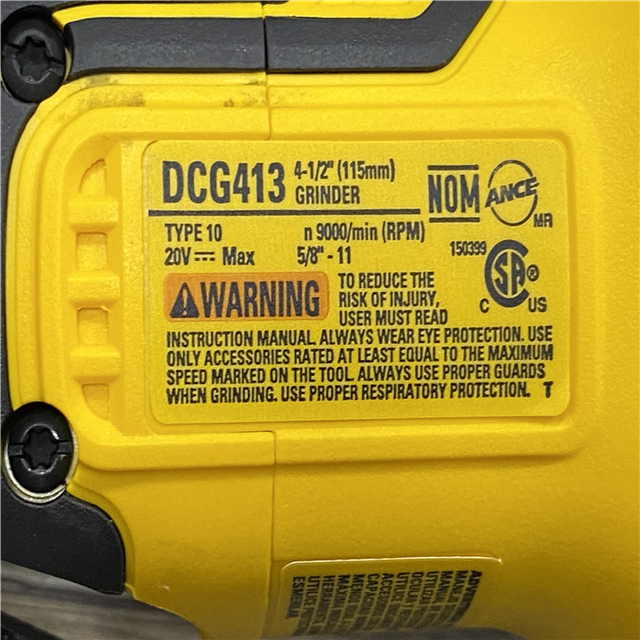 DCG413 4-1/2" (115mm)
GRINDER
NOM ANCE
MR
TYPE 10 n 9000/min (RPM)
20V Max 5/8" - 11
150399
SA®
C US
WARNING
TO REDUCE THE
RISK OF INJURY,
USER MUST READ
INSTRUCTION MANUAL. ALWAYS WEAR EYE PROTECTION. USE
ONLY ACCESSORIES RATED AT LEAST EQUAL TO THE MAXIMUM
SPEED MARKED ON THE TOOL. ALWAYS USE PROPER GUARDS
WHEN GRINDING. USE PROPER RESPIRATORY PROTECTION. T